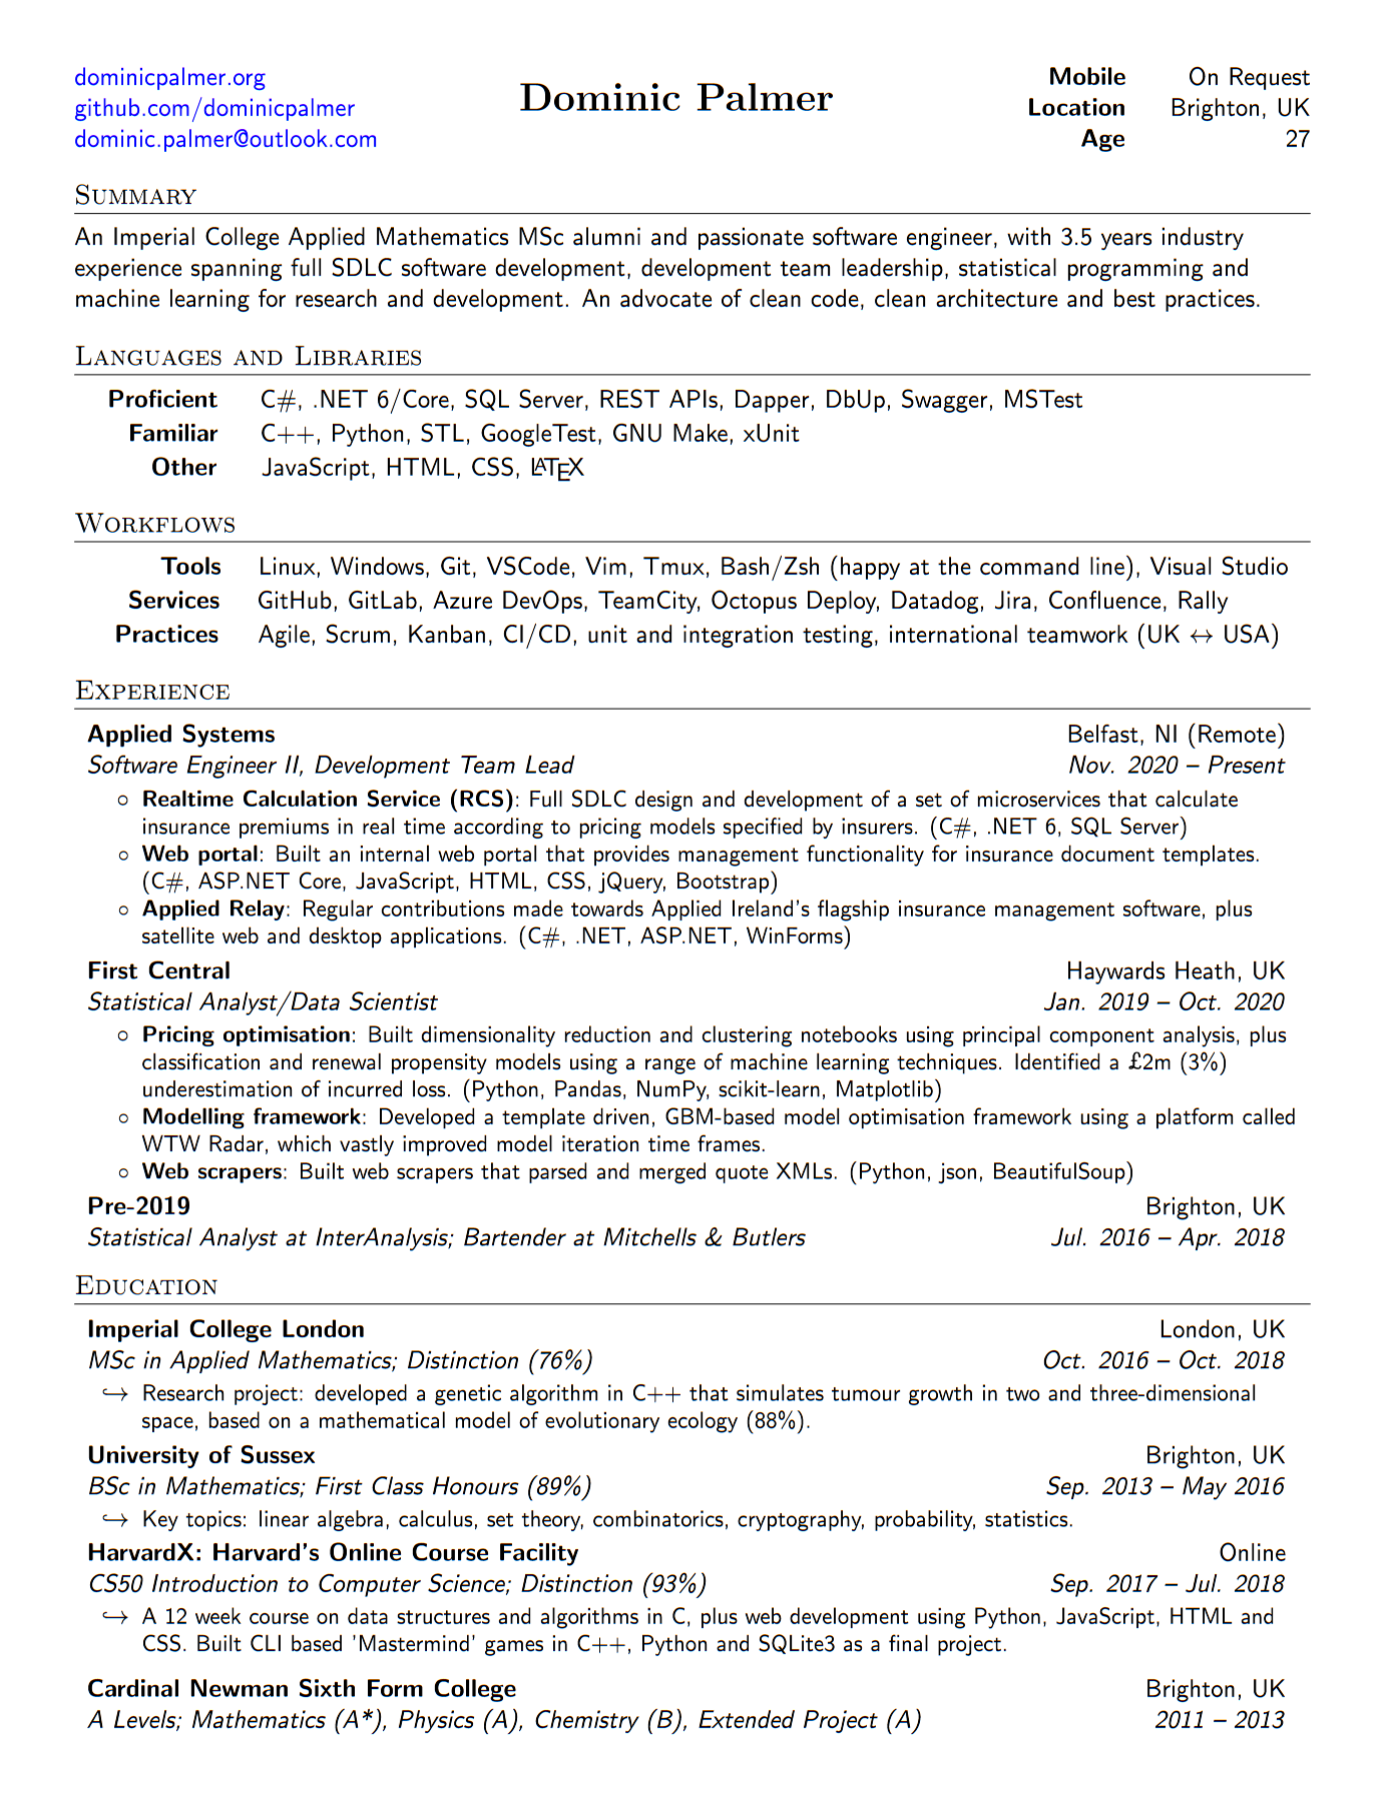 dominicpalmer.org
github.com/dominicpalmer
dominic.palmer@outlook.com
Dominic Palmer
Mobile On Request
Location Brighton, UK
Age 27
Summary
An Imperial College Applied Mathematics MSc alumni and passionate software engineer, with 3.5 years industry
experience spanning full SDLC software development, development team leadership, statistical programming and
machine learning for research and development. An advocate of clean code, clean architecture and best practices.
Languages and Libraries
Proficient C#, .NET 6/Core, SQL Server, REST APIs, Dapper, DbUp, Swagger, MSTest
Familiar C++, Python, STL, GoogleTest, GNU Make, xUnit
Other JavaScript, HTML, CSS, LATEX
Workflows
Tools Linux, Windows, Git, VSCode, Vim, Tmux, Bash/Zsh (happy at the command line), Visual Studio
Services GitHub, GitLab, Azure DevOps, TeamCity, Octopus Deploy, Datadog, Jira, Confluence, Rally
Practices Agile, Scrum, Kanban, CI/CD, unit and integration testing, international teamwork (UK ↔ USA)
Experience
Applied Systems Belfast, NI (Remote)
Software Engineer II, Development Team Lead Nov. 2020 – Present
◦ Realtime Calculation Service (RCS): Full SDLC design and development of a set of microservices that calculate
insurance premiums in real time according to pricing models specified by insurers. (C#, .NET 6, SQL Server)
◦ Web portal: Built an internal web portal that provides management functionality for insurance document templates.
(C#, ASP.NET Core, JavaScript, HTML, CSS, jQuery, Bootstrap)
◦ Applied Relay: Regular contributions made towards Applied Ireland's flagship insurance management software, plus
satellite web and desktop applications. (C#, .NET, ASP.NET, WinForms)
First Central Haywards Heath, UK
Statistical Analyst/Data Scientist Jan. 2019 – Oct. 2020
◦ Pricing optimisation: Built dimensionality reduction and clustering notebooks using principal component analysis, plus
classification and renewal propensity models using a range of machine learning techniques. Identified a £2m (3%)
underestimation of incurred loss. (Python, Pandas, NumPy, scikit-learn, Matplotlib)
◦ Modelling framework: Developed a template driven, GBM-based model optimisation framework using a platform called
WTW Radar, which vastly improved model iteration time frames.
◦ Web scrapers: Built web scrapers that parsed and merged quote XMLs. (Python, json, BeautifulSoup)
Pre-2019 Brighton, UK
Statistical Analyst at InterAnalysis; Bartender at Mitchells & Butlers Jul. 2016 – Apr. 2018
Education
Imperial College London London, UK
MSc in Applied Mathematics; Distinction (76%) Oct. 2016 – Oct. 2018
↪ Research project: developed a genetic algorithm in C++ that simulates tumour growth in two and three-dimensional
space, based on a mathematical model of evolutionary ecology (88%).
University of Sussex Brighton, UK
BSc in Mathematics; First Class Honours (89%) Sep. 2013 – May 2016
↪ Key topics: linear algebra, calculus, set theory, combinatorics, cryptography, probability, statistics.
HarvardX: Harvard's Online Course Facility Online
CS50 Introduction to Computer Science; Distinction (93%) Sep. 2017 – Jul. 2018
↪ A 12 week course on data structures and algorithms in C, plus web development using Python, JavaScript, HTML and
CSS. Built CLI based 'Mastermind' games in C++, Python and SQLite3 as a final project.
Cardinal Newman Sixth Form College Brighton, UK
A Levels; Mathematics (A*), Physics (A), Chemistry (B), Extended Project (A) 2011 – 2013